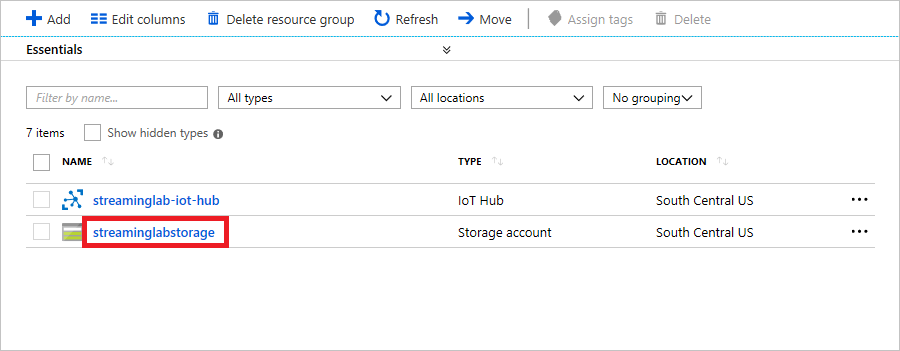 Add Edit columns Delete resource group Refresh Move Assign tags Delete
Essentials
Filter by name... All types All locations No grouping
7 items Show hidden types
NAME TYPE LOCATION
streaminglab-iot-hub IoT Hub South Central US
streaminglabstorage Storage account South Central US